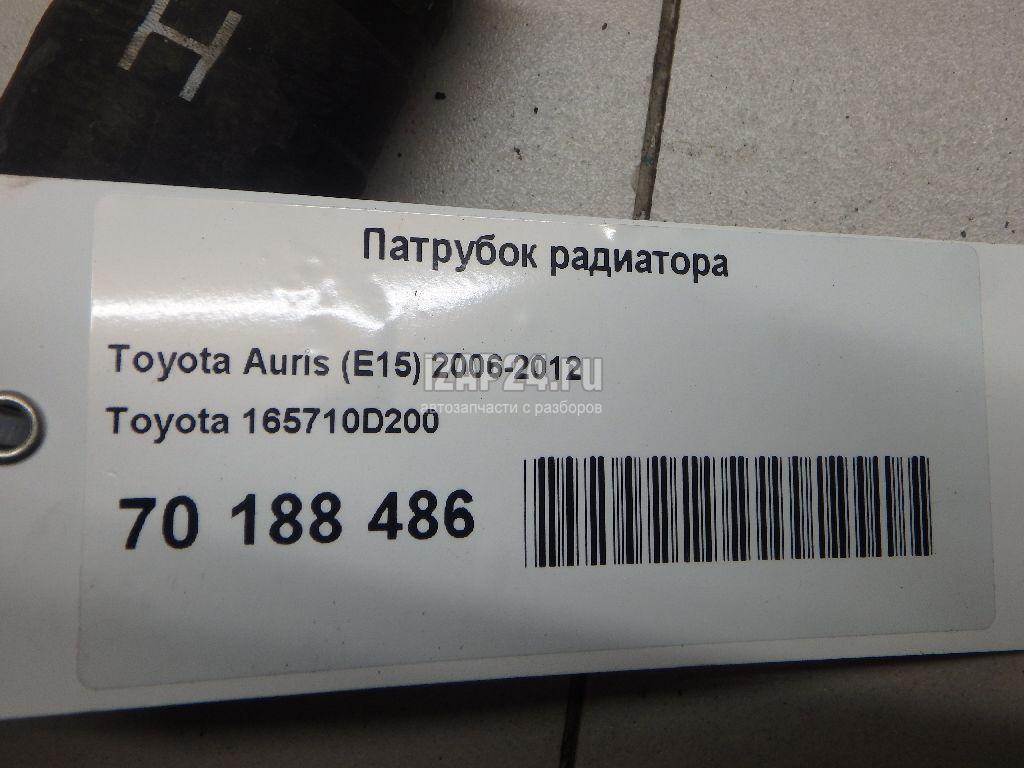 H
Патрубок радиатора
Toyota Auris (E15) 2006-2012
IZAP24.ru
автозапчасти с разборов
Toyota 165710D200
70 188 486